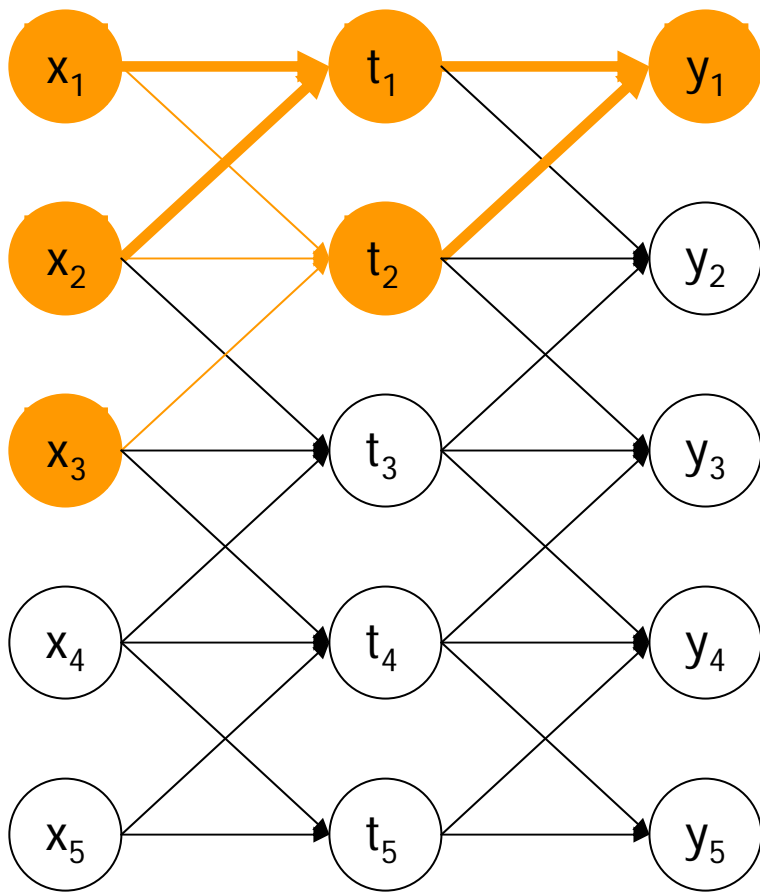 x₁ t₁ y₁
x₂ t₂ y₂
x₃ t₃ y₃
x₄ t₄ y₄
x₅ t₅ y₅